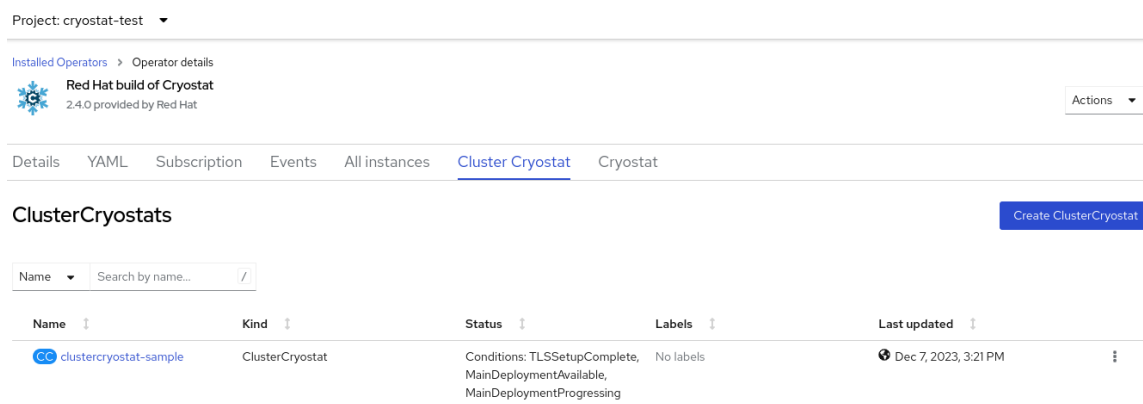 Project: cryostat-test
Installed Operators > Operator details
Red Hat build of Cryostat
2.4.0 provided by Red Hat
Actions
Details YAML Subscription Events All instances Cluster Cryostat Cryostat
ClusterCryostats
Create ClusterCryostat
Name Search by name... /
Name Kind Status Labels Last updated
CC clustercryostat-sample ClusterCryostat Conditions: TLSSetupComplete, No labels Dec 7, 2023, 3:21 PM
MainDeploymentAvailable,
MainDeploymentProgressing